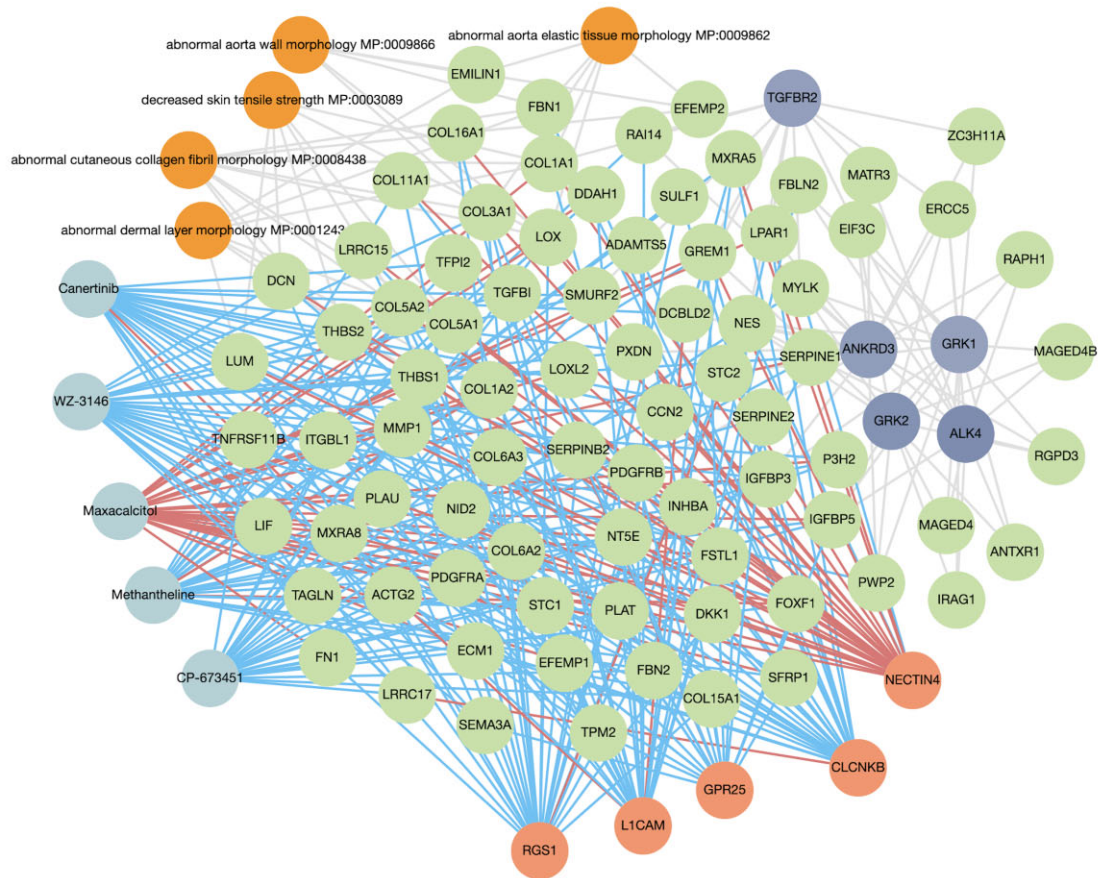 abnormal aorta wall morphology MP:0009866
abnormal aorta elastic tissue morphology MP:0009862
EMILIN1
decreased skin tensile strength MP:0003089
TGFBR2
FBN1
EFEMP2
COL16A1
RAI14
ZC3H11A
abnormal cutaneous collagen fibril morphology MP:0008438
COL1A1
MXRA5
COL11A1
DDAH1
SULF1
FBLN2
MATR3
ERCC5
COL3A1
abnormal dermal layer morphology MP:0001243
LRRC15
LOX
ADAMTS5
LPAR1
EIF3C
GREM1
RAPH1
TFPI2
DCN
Canertinib
COL5A2
TGFBI
SMURF2
MYLK
COL5A1
DCBLD2
NES
THBS2
ANKRD3
GRK1
LUM
PXDN
SERPINE1
MAGED4B
THBS1
COL1A2
LOXL2
STC2
WZ-3146
CCN2
SERPINE2
GRK2
ALK4
TNFRSF11B
ITGBL1
MMP1
COL6A3
SERPINB2
PDGFRB
P3H2
RGPD3
IGFBP3
PLAU
Maxacalcitol
LIF
MXRA8
NID2
INHBA
IGFBP5
NT5E
MAGED4
COL6A2
FSTL1
ANTXR1
Methantheline
PDGFRA
PWP2
TAGLN
ACTG2
IRAG1
STC1
PLAT
DKK1
FOXF1
FN1
ECM1
EFEMP1
FBN2
CP-673451
SFRP1
NECTIN4
LRRC17
COL15A1
SEMA3A
TPM2
CLCNKB
GPR25
L1CAM
RGS1